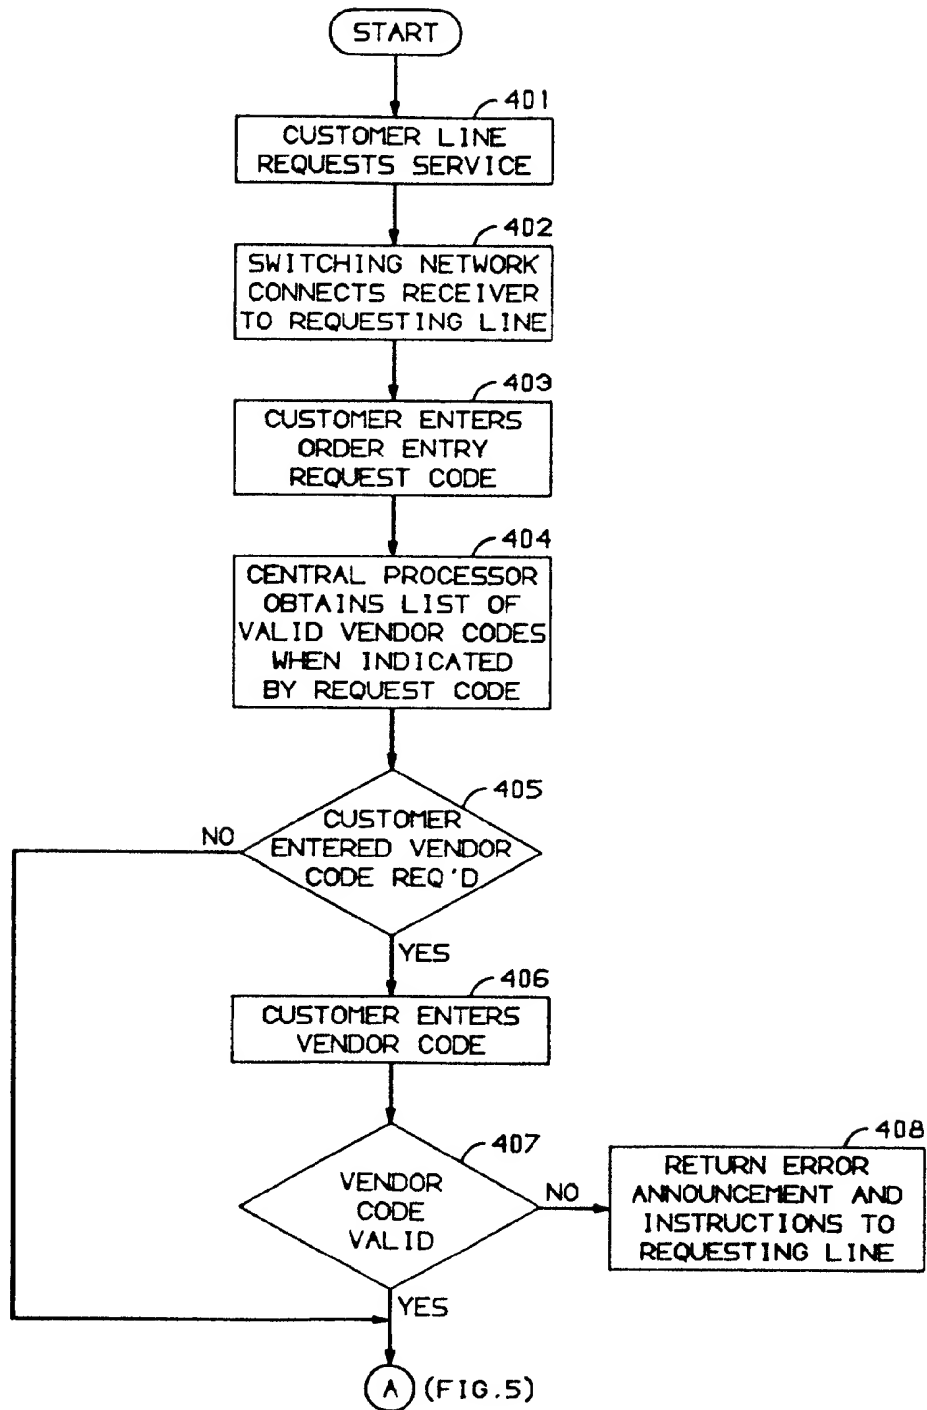 START
401
CUSTOMER LINE
REQUESTS SERVICE
402
SWITCHING NETWORK
CONNECTS RECEIVER
TO REQUESTING LINE
403
CUSTOMER ENTERS
ORDER ENTRY
REQUEST CODE
404
CENTRAL PROCESSOR
OBTAINS LIST OF
VALID VENDOR CODES
WHEN INDICATED
BY REQUEST CODE
405
CUSTOMER
ENTERED VENDOR
CODE REQ'D
NO
YES
406
CUSTOMER ENTERS
VENDOR CODE
407
VENDOR
CODE
VALID
NO
408
RETURN ERROR
ANNOUNCEMENT AND
INSTRUCTIONS TO
REQUESTING LINE
YES
A (FIG.5)